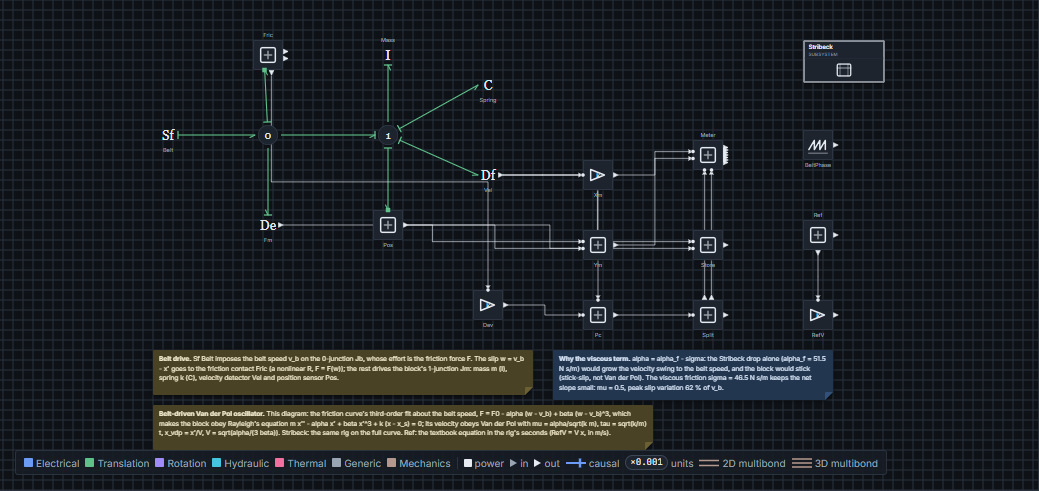 Fric
Mass
I
Stribeck
SUBSYSTEM
C
Spring
Sf
Belt
0
1
Meter
BeltPhase
Df
Vel
Xm
Ref
De
Fm
Pos
Ym
Store
Dev
Pc
Split
RefV
Belt drive. Sf Belt imposes the belt speed v_b on the 0-junction Jb, whose effort is the friction force F. The slip w = v_b
- x' goes to the friction contact Fric (a nonlinear R, F = F(w)); the rest drives the block's 1-junction Jm: mass m (I),
spring k (C), velocity detector Vel and position sensor Pos.
Why the viscous term. alpha = alpha_f - sigma: the Stribeck drop alone (alpha_f = 51.5
N s/m) would grow the velocity swing to the belt speed, and the block would stick
(stick-slip, not Van der Pol). The viscous friction sigma = 46.5 N s/m keeps the net
slope small: mu = 0.5, peak slip variation 62 % of v_b.
Belt-driven Van der Pol oscillator. This diagram: the friction curve's third-order fit about the belt speed, F = F0 - alpha (w - v_b) + beta (w - v_b)^3, which
makes the block obey Rayleigh's equation m x'' - alpha x' + beta x'^3 + k (x - x_s) = 0; its velocity obeys Van der Pol with mu = alpha/sqrt(k m), tau = sqrt(k/m)
t, x_vdp = x'/V, V = sqrt(alpha/(3 beta)). Stribeck: the same rig on the full curve. Ref: the textbook equation in the rig's seconds (RefV = V x, in m/s).
Electrical Translation Rotation Hydraulic Thermal Generic Mechanics power in out causal ×0.001 units 2D multibond 3D multibond